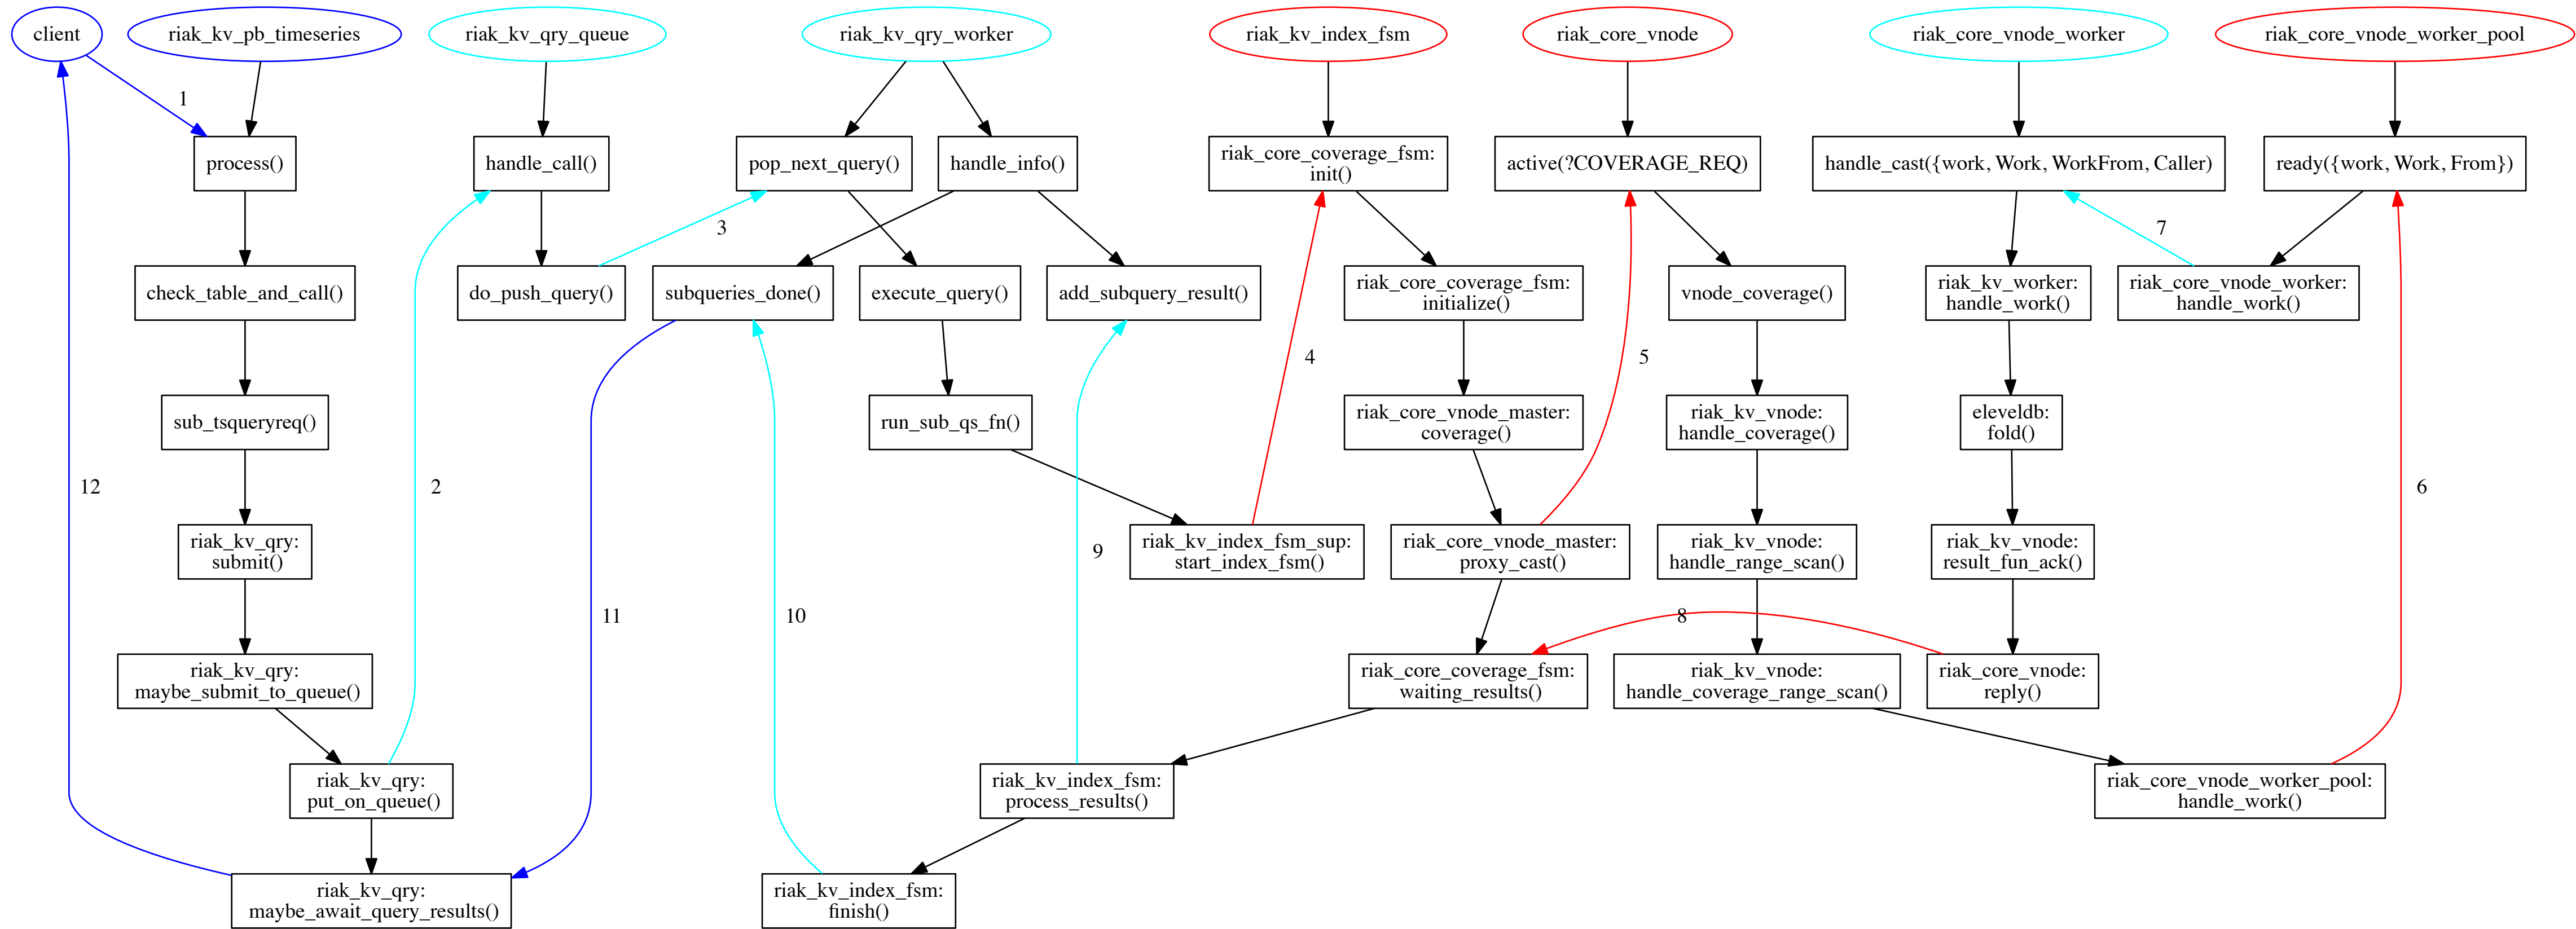 client
riak_kv_pb_timeseries
riak_kv_qry_queue
riak_kv_qry_worker
riak_kv_index_fsm
riak_core_vnode
riak_core_vnode_worker
riak_core_vnode_worker_pool
1
process()
handle_call()
pop_next_query()
handle_info()
riak_core_coverage_fsm:
init()
active(?COVERAGE_REQ)
handle_cast({work, Work, WorkFrom, Caller)
ready({work, Work, From})
3
7
check_table_and_call()
do_push_query()
subqueries_done()
execute_query()
add_subquery_result()
riak_core_coverage_fsm:
initialize()
vnode_coverage()
riak_kv_worker:
handle_work()
riak_core_vnode_worker:
handle_work()
4
5
sub_tsqueryreq()
run_sub_qs_fn()
riak_core_vnode_master:
coverage()
riak_kv_vnode:
handle_coverage()
eleveldb:
fold()
12
2
6
riak_kv_qry:
submit()
9
riak_kv_index_fsm_sup:
start_index_fsm()
riak_core_vnode_master:
proxy_cast()
riak_kv_vnode:
handle_range_scan()
riak_kv_vnode:
result_fun_ack()
11
10
8
riak_kv_qry:
maybe_submit_to_queue()
riak_core_coverage_fsm:
waiting_results()
riak_kv_vnode:
handle_coverage_range_scan()
riak_core_vnode:
reply()
riak_kv_qry:
put_on_queue()
riak_kv_index_fsm:
process_results()
riak_core_vnode_worker_pool:
handle_work()
riak_kv_qry:
maybe_await_query_results()
riak_kv_index_fsm:
finish()